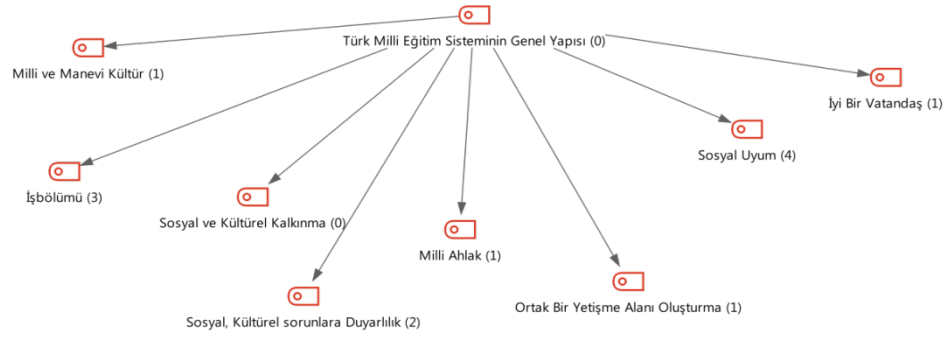 Türk Milli Eğitim Sisteminin Genel Yapısı (0)
Milli ve Manevi Kültür (1)
İyi Bir Vatandaş (1)
Sosyal Uyum (4)
İşbölümü (3)
Sosyal ve Kültürel Kalkınma (0)
Milli Ahlak (1)
Ortak Bir Yetişme Alanı Oluşturma (1)
Sosyal, Kültürel sorunlara Duyarlılık (2)